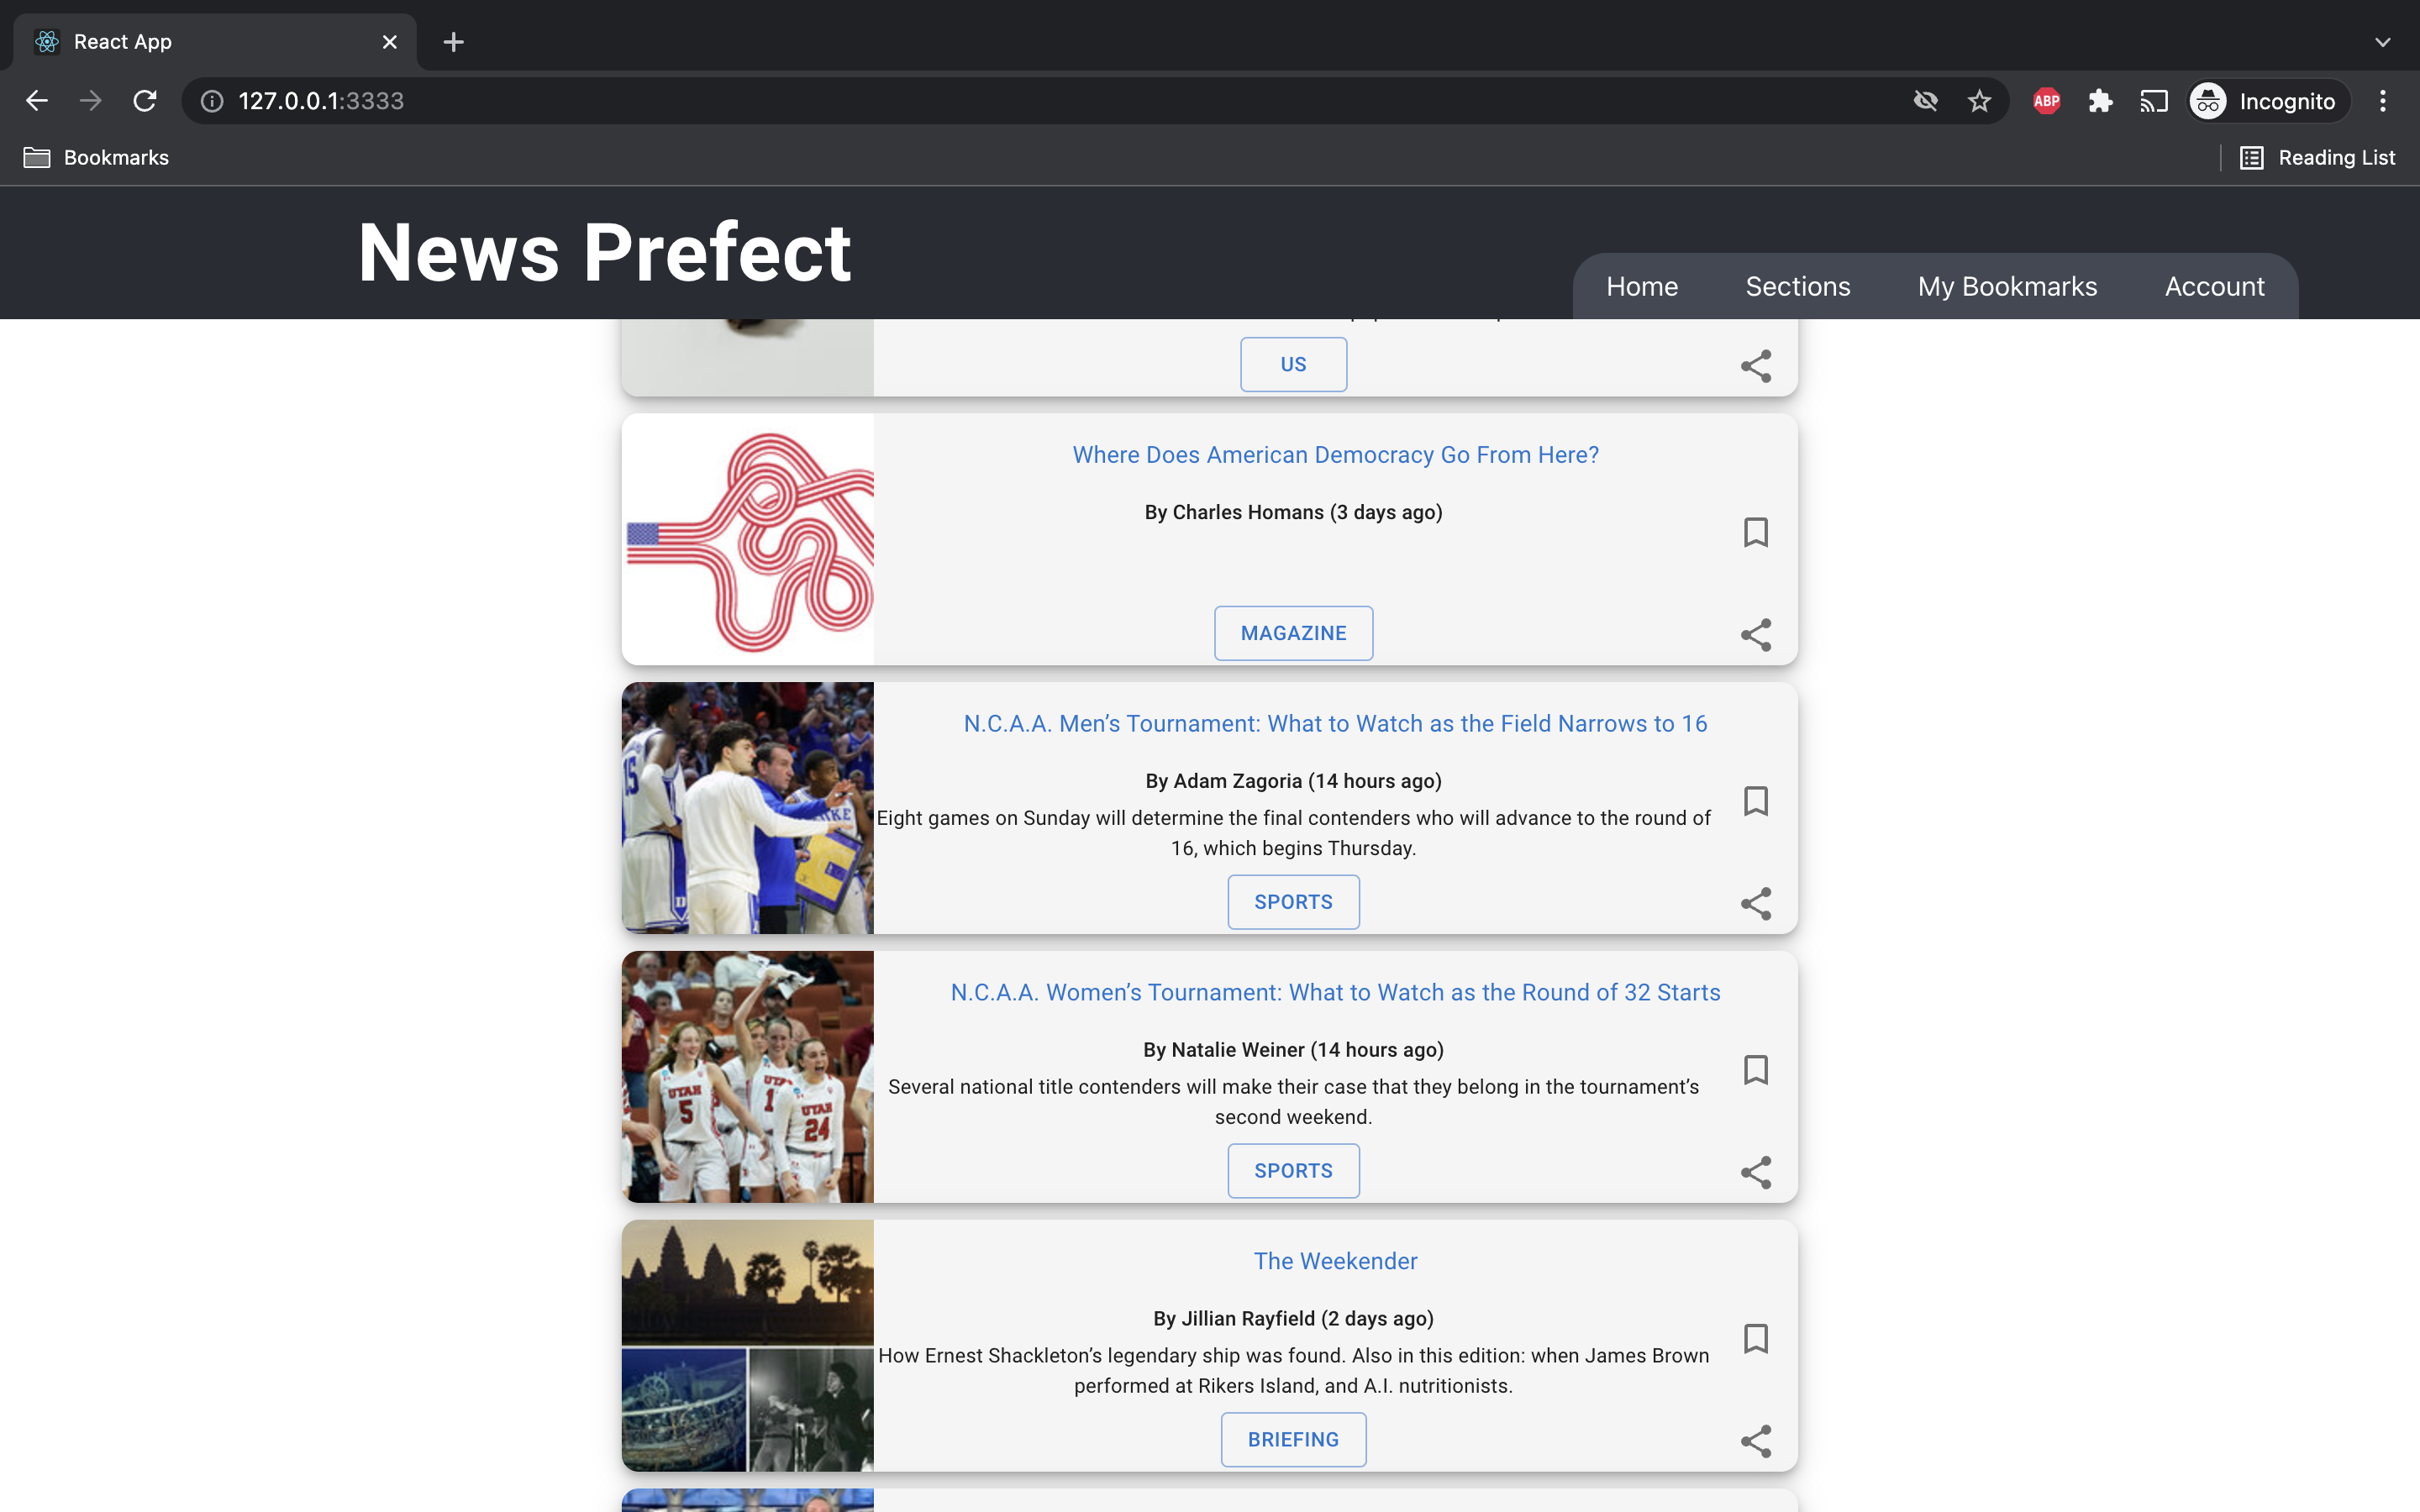 React App
127.0.0.1:3333
ABP
Incognito
Bookmarks
Reading List
News Prefect
Home
Sections
My Bookmarks
Account
US
Where Does American Democracy Go From Here?
By Charles Homans (3 days ago)
MAGAZINE
N.C.A.A. Men’s Tournament: What to Watch as the Field Narrows to 16
By Adam Zagoria (14 hours ago)
Eight games on Sunday will determine the final contenders who will advance to the round of
16, which begins Thursday.
SPORTS
15
N.C.A.A. Women’s Tournament: What to Watch as the Round of 32 Starts
By Natalie Weiner (14 hours ago)
Several national title contenders will make their case that they belong in the tournament’s
second weekend.
SPORTS
UTAH
5
UTAH
24
The Weekender
By Jillian Rayfield (2 days ago)
How Ernest Shackleton’s legendary ship was found. Also in this edition: when James Brown
performed at Rikers Island, and A.I. nutritionists.
BRIEFING